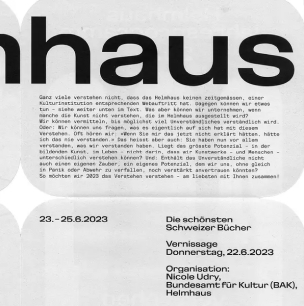 nhaus
Ganz viele verstehen nicht, dass das Helmhaus keinen zeitgemässen, einer
Kulturinstitution entsprechenden Webauftritt hat. Dagegen können wir etwas
tun – siehe weiter unten im Text. Was aber können wir unternehmen, wenn
manche die Kunst nicht verstehen, die im Helmhaus ausgestellt wird?
Wir können vermitteln, bis möglichst viel Unverständliches verständlich wird.
Oder: Wir können uns fragen, was es eigentlich auf sich hat mit diesem
Verstehen. Oft hören wir: «Wenn Sie mir das jetzt nicht erklärt hätten, hätte
ich das nie verstanden.» Das heisst aber auch: Sie haben nun vor allem
verstanden, was wir verstanden haben. Liegt das grösste Potenzial – in der
bildenden Kunst, im Leben – nicht darin, dass wir Kunstwerke – und Menschen –
unterschiedlich verstehen können? Und: Enthält das Unverständliche nicht
auch einen eigenen Zauber, ein eigenes Potenzial, dem wir uns, ohne gleich
in Panik oder Abwehr zu verfallen, noch verstärkt anvertrauen könnten?
So möchten wir 2023 das Verstehen verstehen – am liebsten mit Ihnen zusammen!
23. – 25.6.2023
Die schönsten
Schweizer Bücher
Vernissage
Donnerstag, 22.6.2023
Organisation:
Nicole Udry,
Bundesamt für Kultur (BAK),
Helmhaus